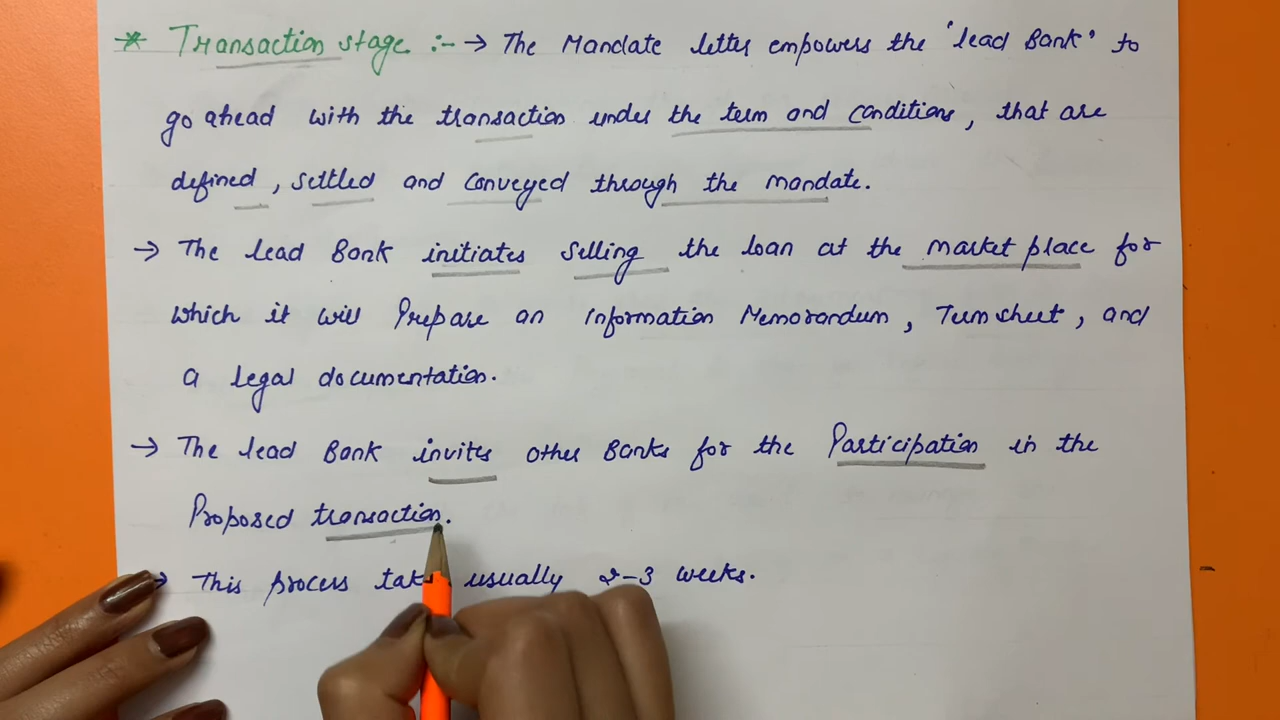 * Transaction stage :- → The Mandate letter empowers the 'lead Bank' to
go ahead with the transaction under the term and conditions, that are
defined, settled and conveyed through the mandate.
→ The lead Bank initiates selling the loan at the market place for
which it will Prepare an Information Memorandum, Termsheet, and
a legal documentation.
→ The lead Bank invites other Banks for the Participation in the
Proposed transaction.
→ This process usually 2-3 weeks.